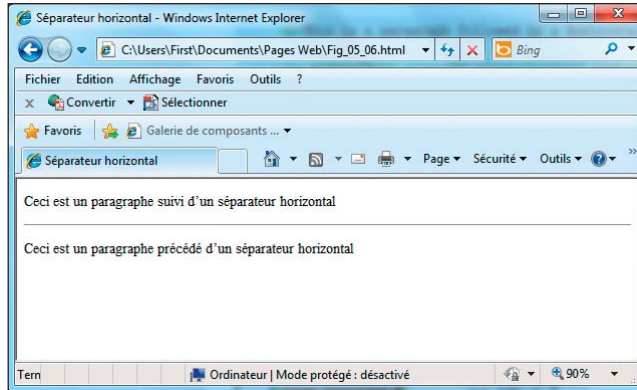 Séparateur horizontal - Windows Internet Explorer
C:\Users\First\Documents\Pages Web\Fig_05_06.html
Bing
Fichier Edition Affichage Favoris Outils ?
x Convertir Sélectionner
Favoris Galerie de composants ...
Séparateur horizontal Page Sécurité Outils »
Ceci est un paragraphe suivi d'un séparateur horizontal
Ceci est un paragraphe précédé d'un séparateur horizontal
Tern Ordinateur | Mode protégé : désactivé 90%